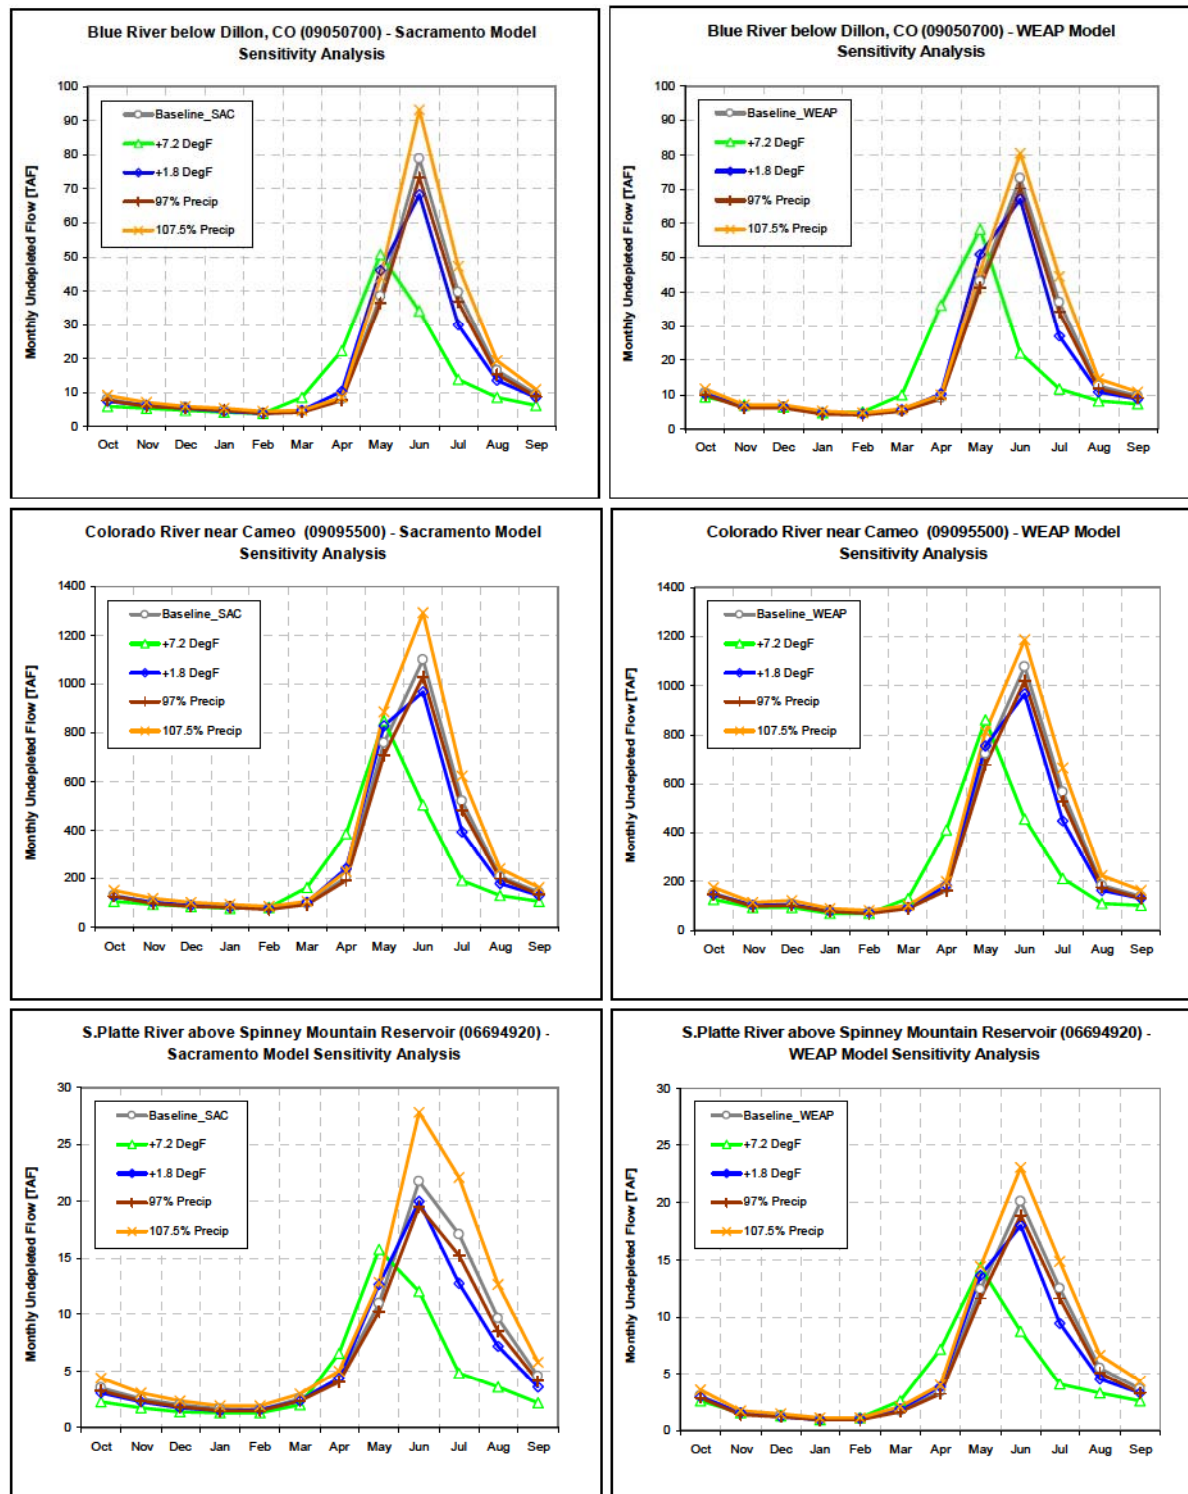 Blue River below Dillon, CO (09050700) - Sacramento Model
Sensitivity Analysis
Monthly Undepleted Flow [TAF]
100
90
80
70
60
50
40
30
20
10
0
Baseline_SAC
+7.2 DegF
+1.8 DegF
97% Precip
107.5% Precip
Oct Nov Dec Jan Feb Mar Apr May Jun Jul Aug Sep
Blue River below Dillon, CO (09050700) - WEAP Model
Sensitivity Analysis
Monthly Undepleted Flow [TAF]
100
90
80
70
60
50
40
30
20
10
0
Baseline_WEAP
+7.2 DegF
+1.8 DegF
97% Precip
107.5% Precip
Oct Nov Dec Jan Feb Mar Apr May Jun Jul Aug Sep
Colorado River near Cameo (09095500) - Sacramento Model
Sensitivity Analysis
Monthly Undepleted Flow [TAF]
1400
1200
1000
800
600
400
200
0
Baseline_SAC
+7.2 DegF
+1.8 DegF
97% Precip
107.5% Precip
Oct Nov Dec Jan Feb Mar Apr May Jun Jul Aug Sep
Colorado River near Cameo (09095500) - WEAP Model
Sensitivity Analysis
Monthly Undepleted Flow [TAF]
1400
1200
1000
800
600
400
200
0
Baseline_WEAP
+7.2 DegF
+1.8 DegF
97% Precip
107.5% Precip
Oct Nov Dec Jan Feb Mar Apr May Jun Jul Aug Sep
S.Platte River above Spinney Mountain Reservoir (06694920) -
Sacramento Model Sensitivity Analysis
Monthly Undepleted Flow [TAF]
30
25
20
15
10
5
0
Baseline_SAC
+7.2 DegF
+1.8 DegF
97% Precip
107.5% Precip
Oct Nov Dec Jan Feb Mar Apr May Jun Jul Aug Sep
S.Platte River above Spinney Mountain Reservoir (06694920) -
WEAP Model Sensitivity Analysis
Monthly Undepleted Flow [TAF]
30
25
20
15
10
5
0
Baseline_WEAP
+7.2 DegF
+1.8 DegF
97% Precip
107.5% Precip
Oct Nov Dec Jan Feb Mar Apr May Jun Jul Aug Sep